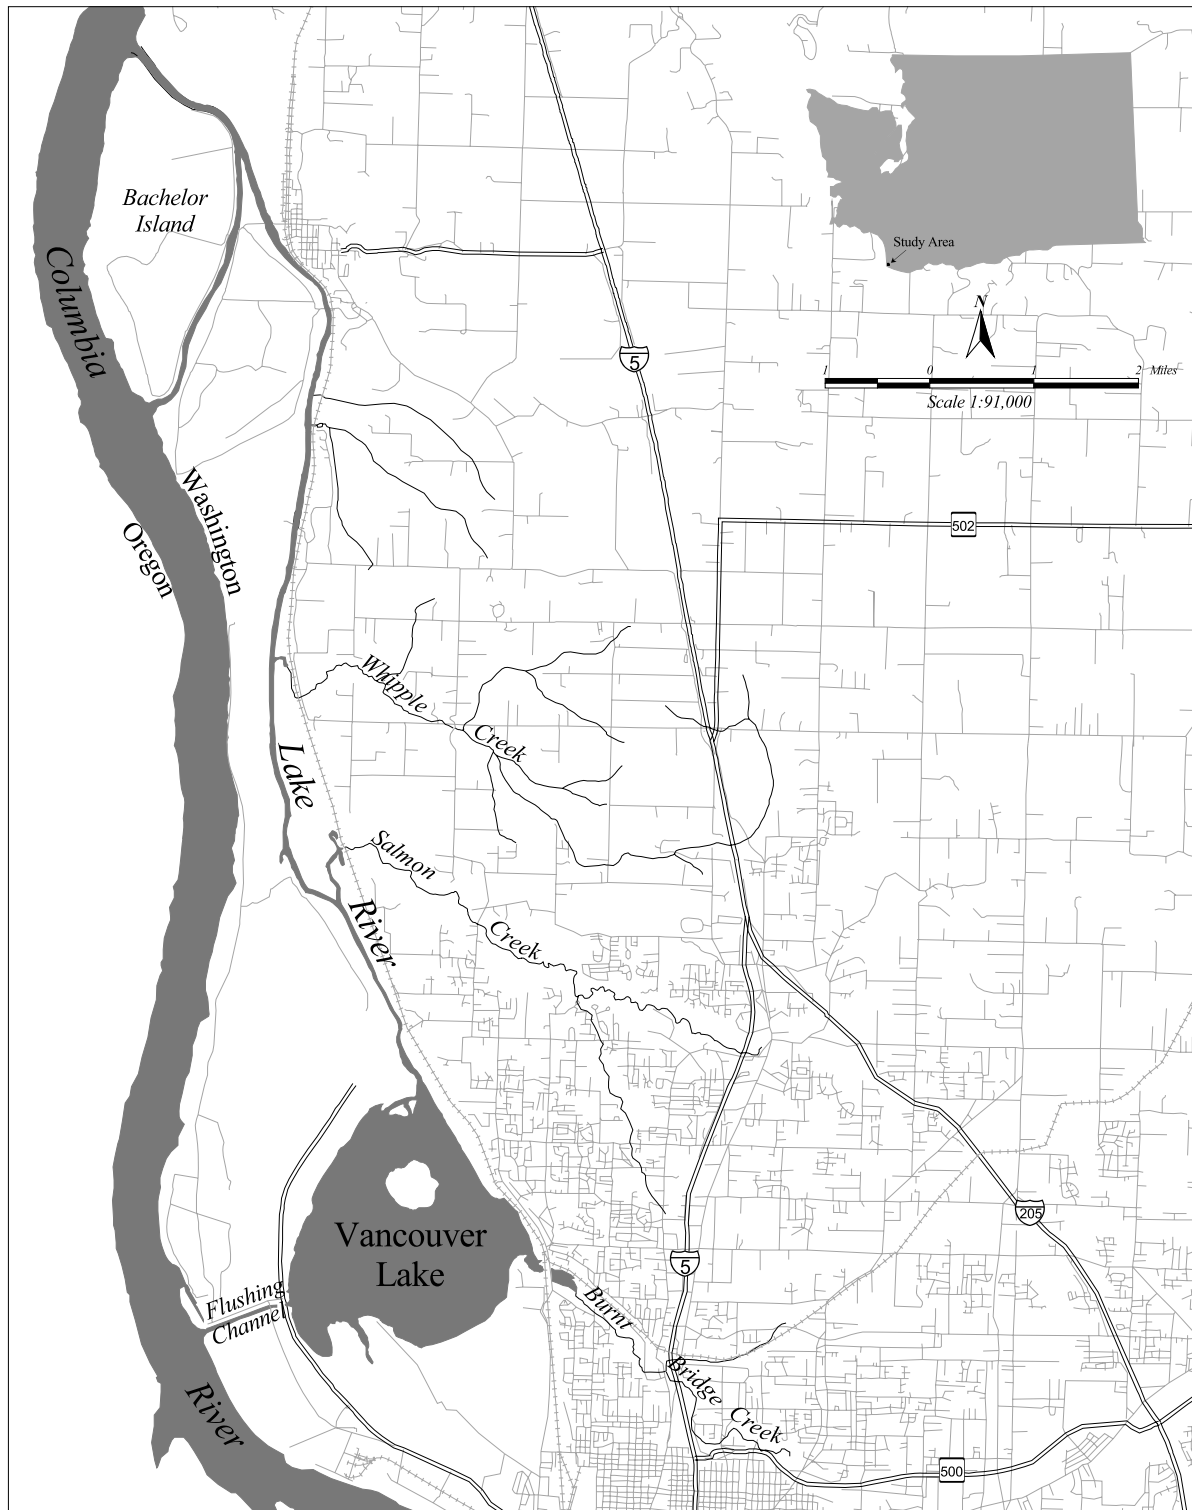 Bachelor
Island
Columbia
Study Area
N
1 0 1 2 Miles
Scale 1:91,000
5
Washington
Oregon
502
Whipple
Creek
Lake
Salmon
River
Creek
205
Vancouver
Lake
5
Flushing
Channel
Burnt
Bridge
Creek
River
500